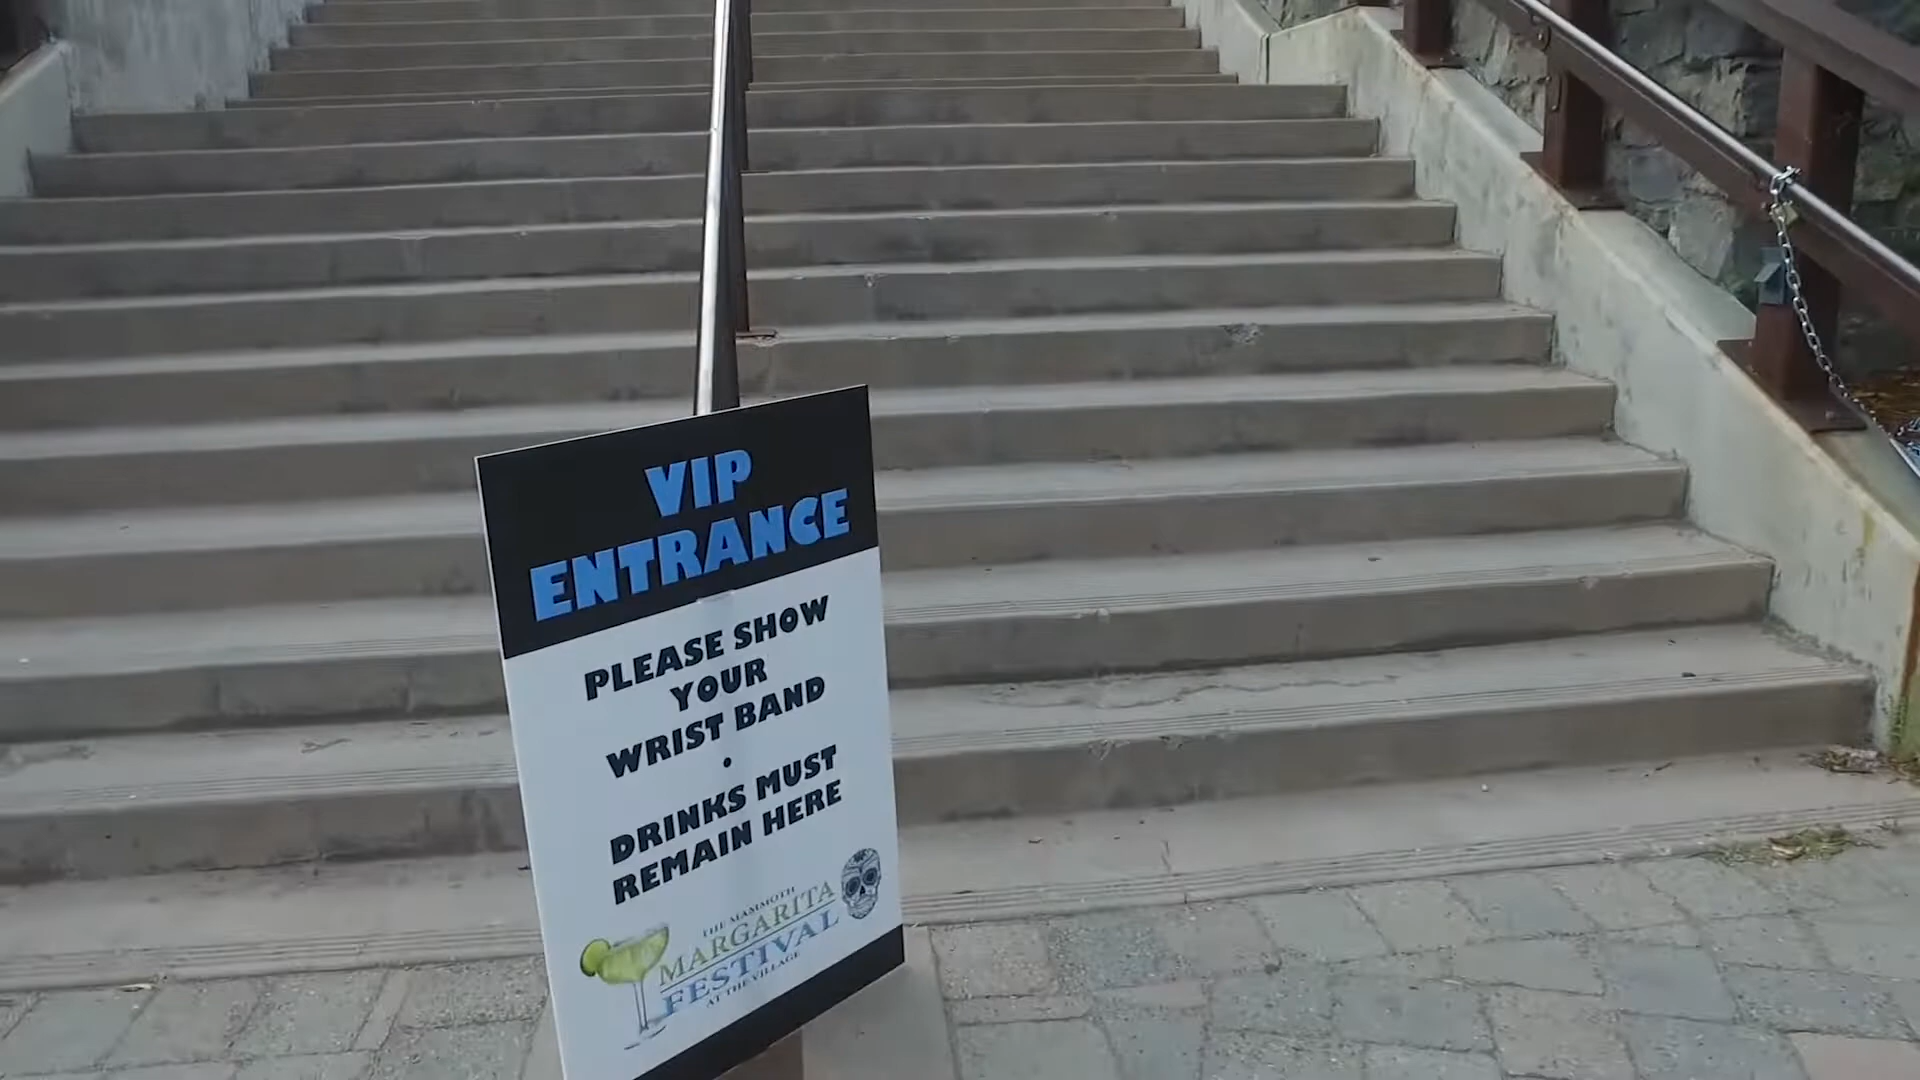 VIP
ENTRANCE
PLEASE SHOW
YOUR
WRIST BAND
•
DRINKS MUST
REMAIN HERE
THE MAMMOTH
MARGARITA
FESTIVAL
AT THE VILLAGE